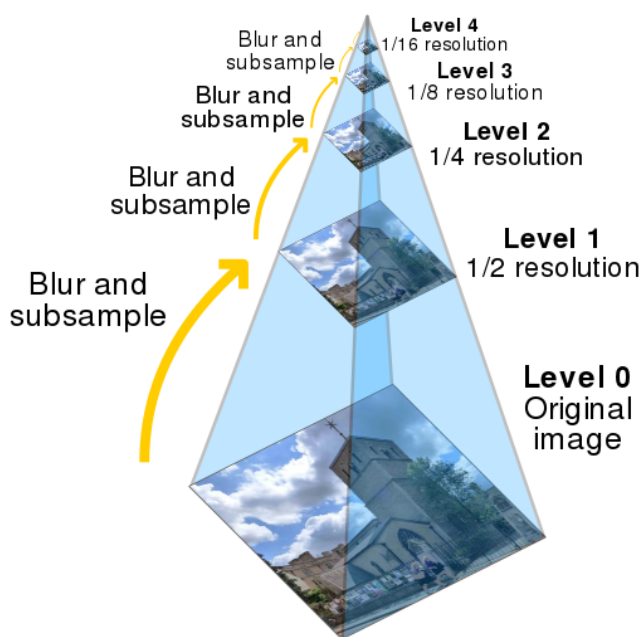 Level 4
1/16 resolution
Blur and
subsample
Level 3
1/8 resolution
Blur and
subsample
Level 2
1/4 resolution
Blur and
subsample
Level 1
1/2 resolution
Blur and
subsample
Level 0
Original
image